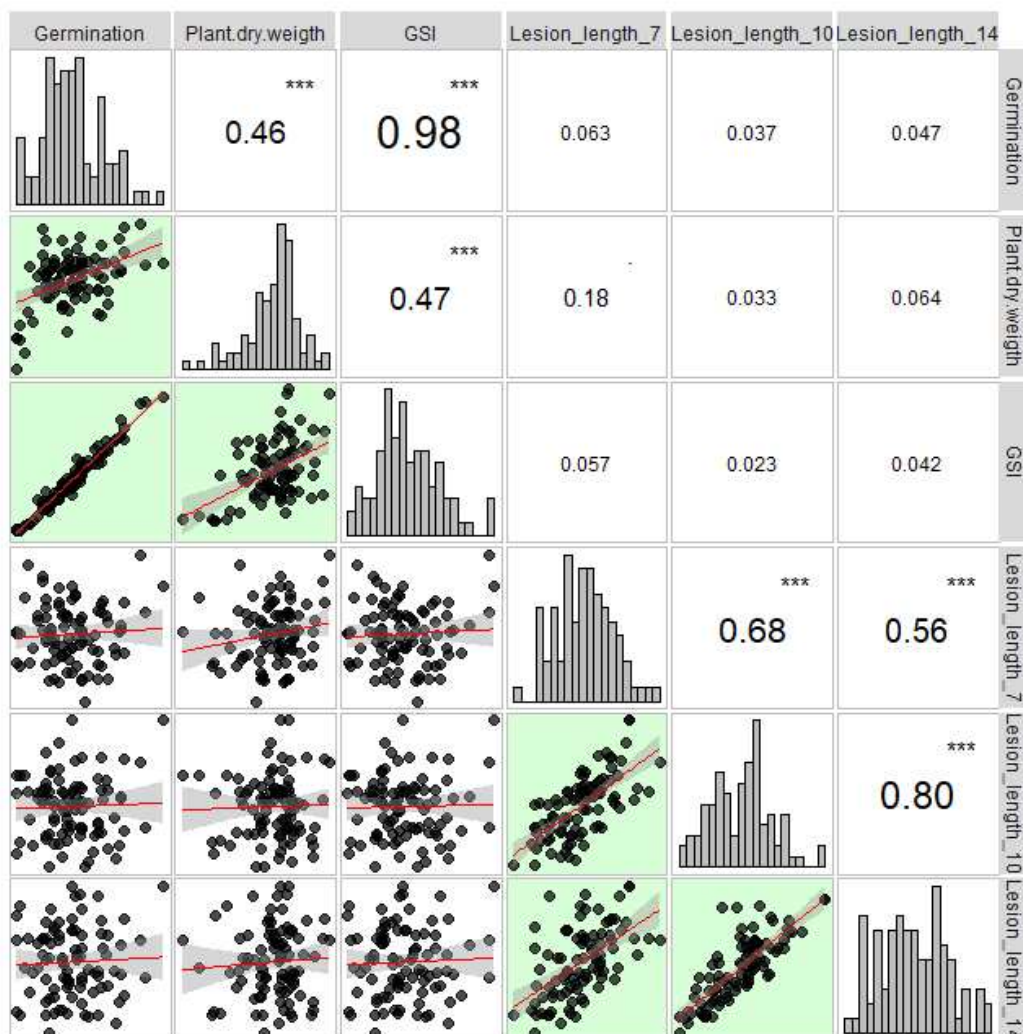 Germination Plant.dry.weigth GSI Lesion_length_7 Lesion_length_10 Lesion_length_14
*** ***
0.46 0.98 0.063 0.037 0.047
Germination
*** .
0.47 0.18 0.033 0.064
Plant.dry.weigth
0.057 0.023 0.042
GSI
*** ***
0.68 0.56
Lesion_length_7
***
0.80
Lesion_length_10
Lesion_length_14